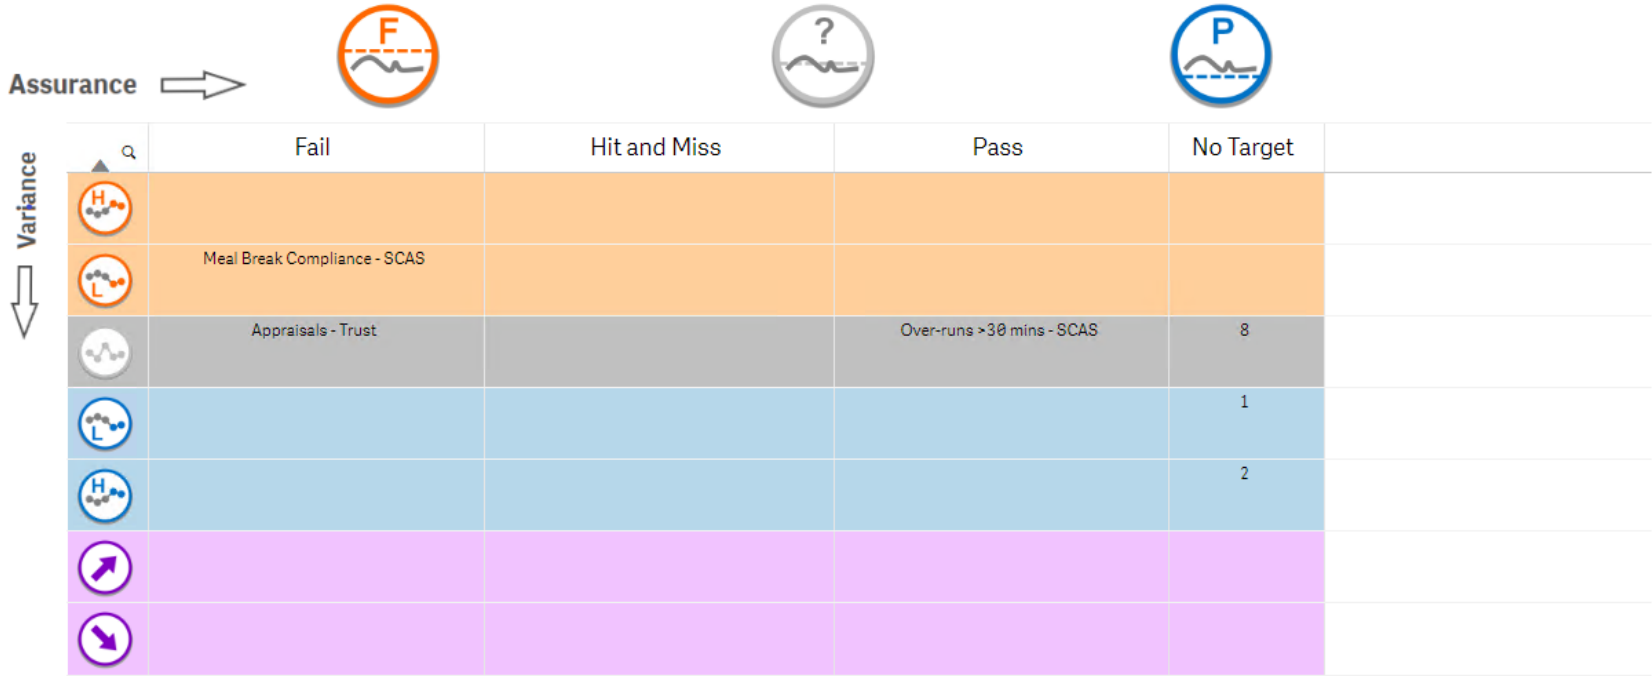 F ? P
Assurance
Variance
Fail Hit and Miss Pass No Target
H
Meal Break Compliance - SCAS
L
Appraisals - Trust Over-runs >30 mins - SCAS 8
L 1
H 2